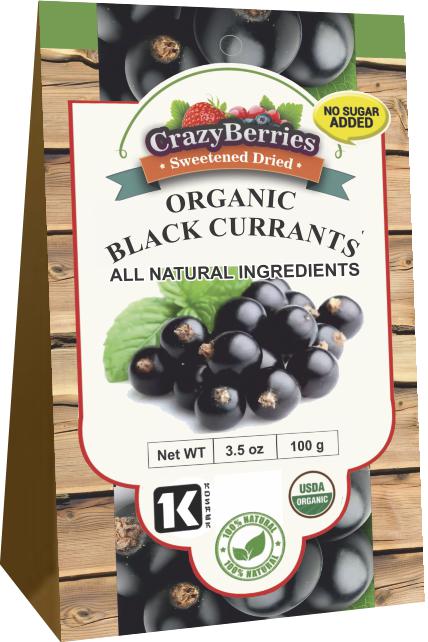 NO SUGAR
ADDED
CrazyBerries
• Sweetened Dried •
ORGANIC
BLACK CURRANTS
ALL NATURAL INGREDIENTS
Net WT 3.5 oz 100 g
1K KOSHER
USDA
ORGANIC
100% NATURAL
100% NATURAL